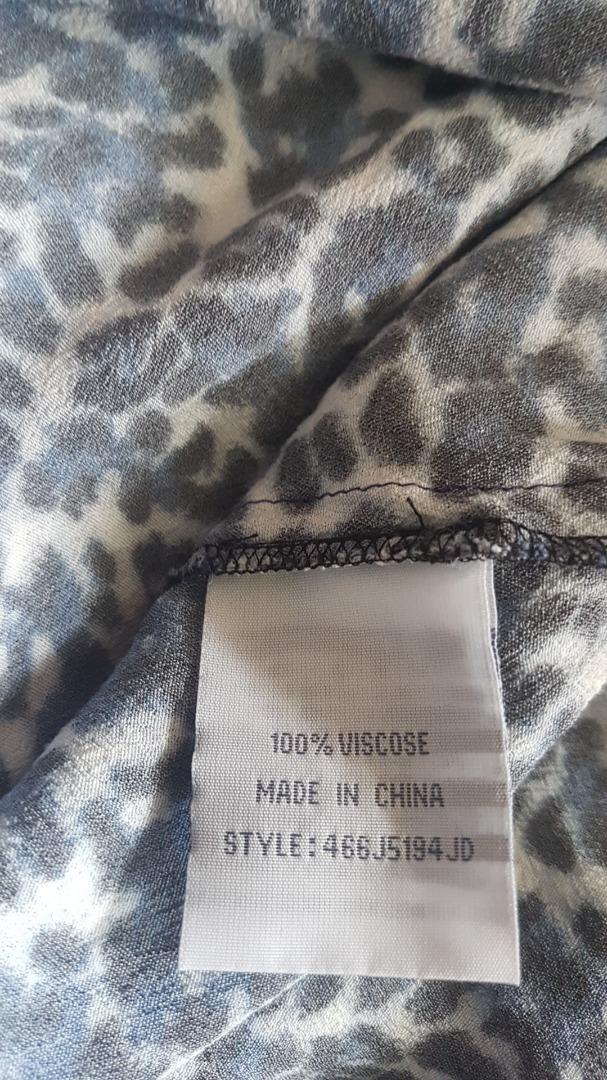 100% VISCOSE
MADE IN CHINA
STYLE:466J5194JD